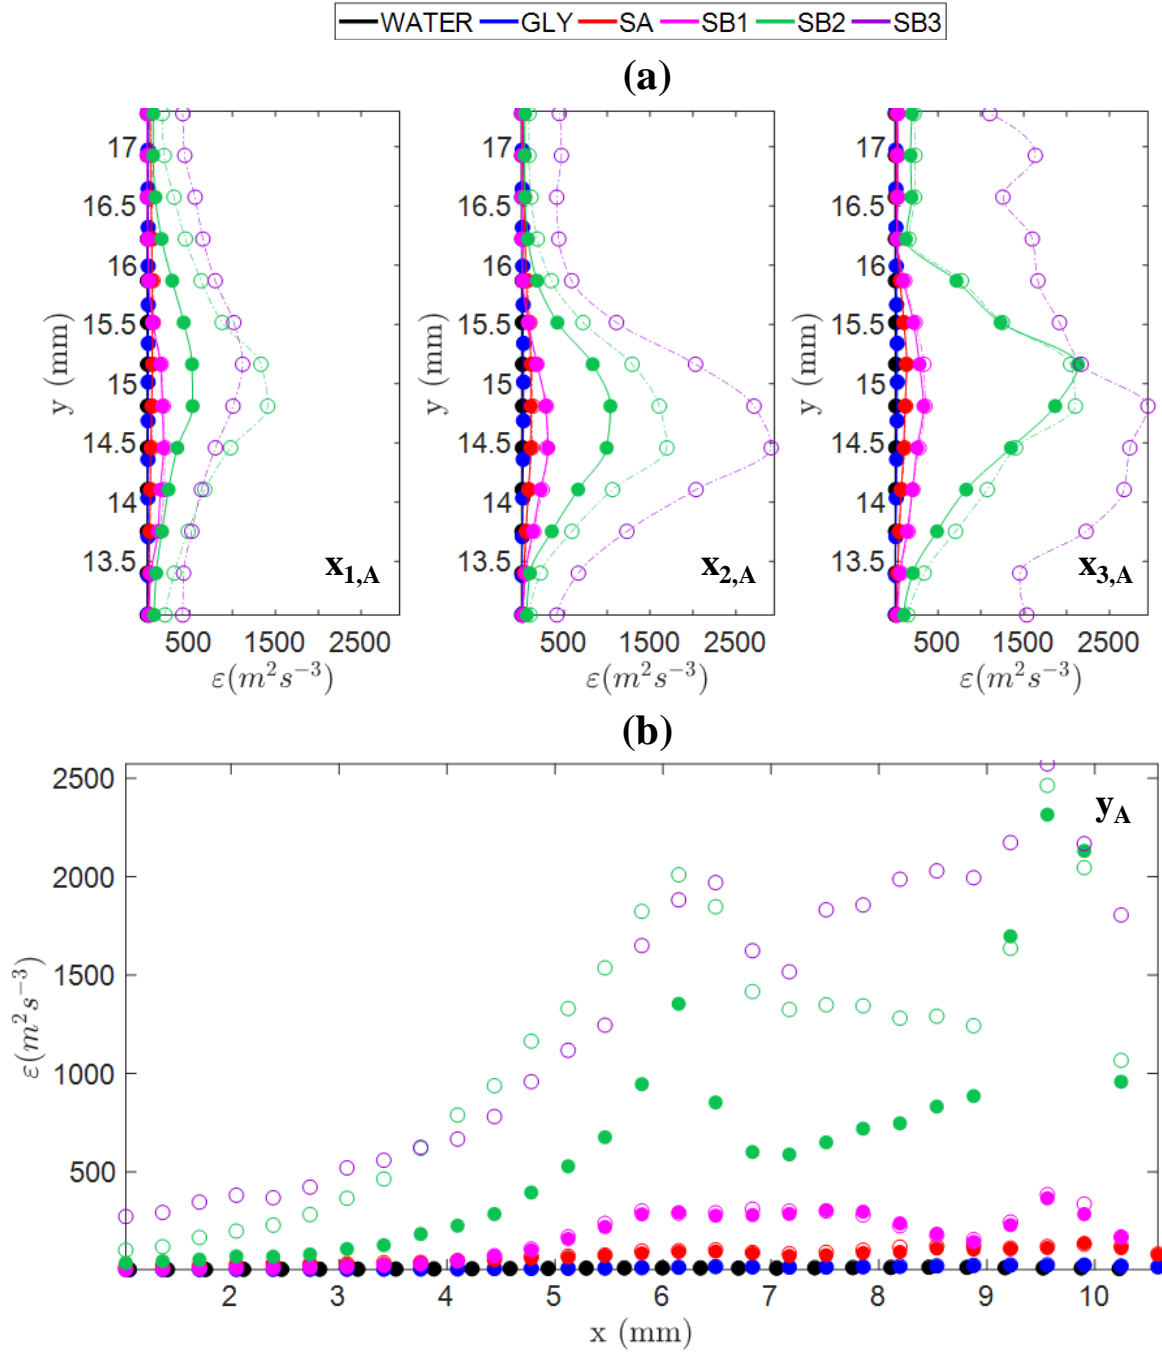 WATER GLY SA SB1 SB2 SB3
(a)
17
16.5
16
15.5
15
14.5
14
13.5
y (mm)
x1,A
500 1500 2500
ε(m²s⁻³)
17
16.5
16
15.5
15
14.5
14
13.5
y (mm)
x2,A
500 1500 2500
ε(m²s⁻³)
17
16.5
16
15.5
15
14.5
14
13.5
y (mm)
x3,A
500 1500 2500
ε(m²s⁻³)
(b)
2500
2000
1500
1000
500
ε(m²s⁻³)
yA
2 3 4 5 6 7 8 9 10
x (mm)